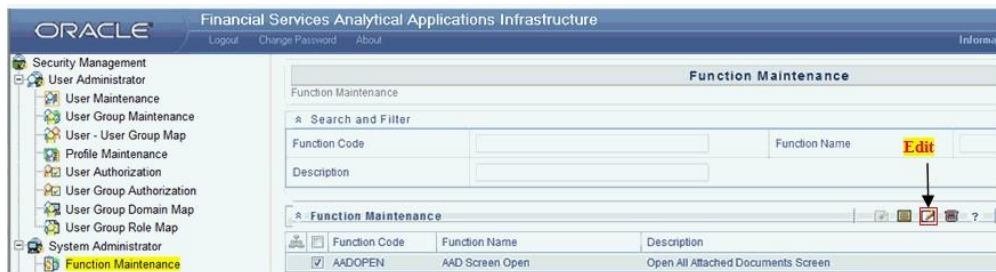 ORACLE
Financial Services Analytical Applications Infrastructure
Logout Change Password About
Security Management
User Administrator
User Maintenance
User Group Maintenance
User - User Group Map
Profile Maintenance
User Authorization
User Group Authorization
User Group Domain Map
User Group Role Map
System Administrator
Function Maintenance
Function Maintenance
Function Maintenance
Search and Filter
Function Code Function Name
Edit
Description
Function Maintenance ?
Function Code Function Name Description
AADOPEN AAD Screen Open Open All Attached Documents Screen